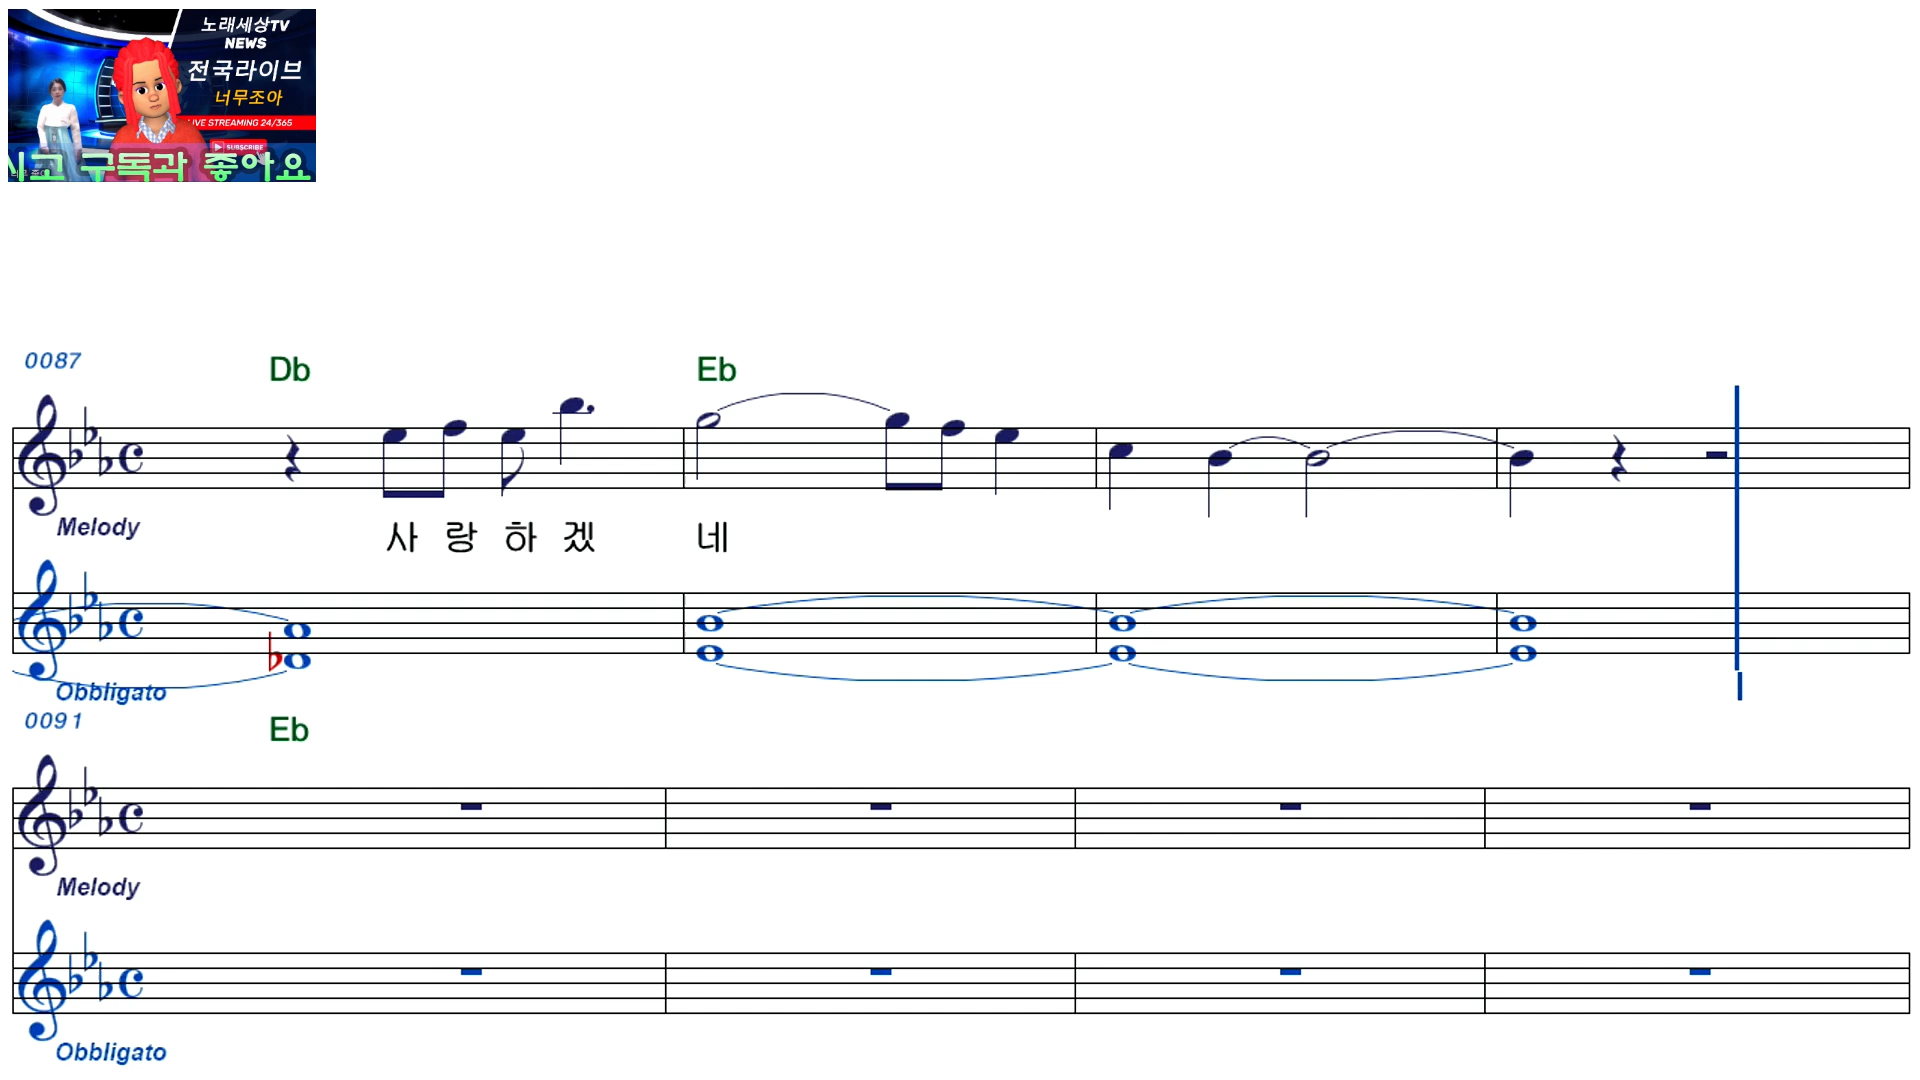 노래세상TV
NEWS
전국라이브
너무조아
LIVE STREAMING 24/365
SUBSCRIBE
시고 구독과 좋아요
0087
Db Eb
Melody
사 랑 하 겠 네
Obbligato
0091
Eb
Melody
Obbligato